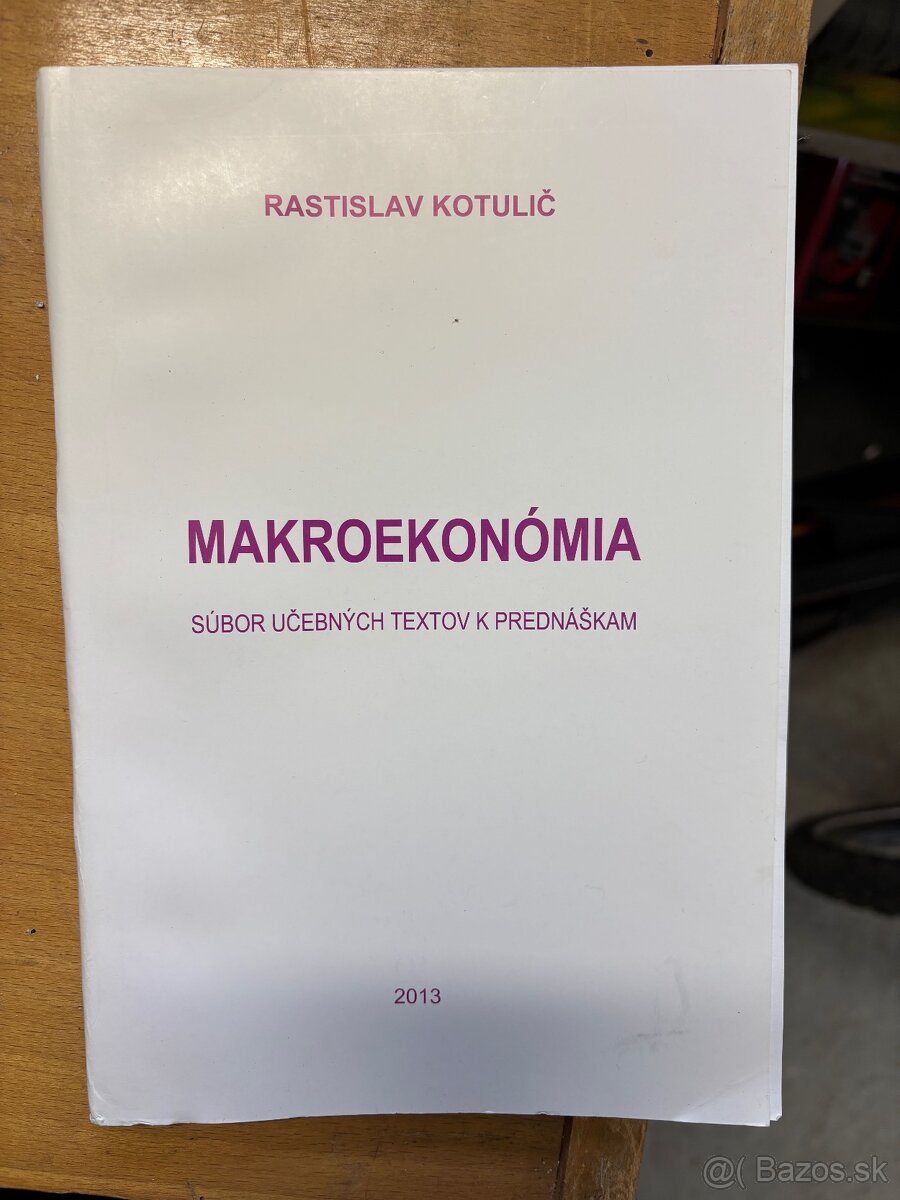 RASTISLAV KOTULIČ
MAKROEKONÓMIA
SÚBOR UČEBNÝCH TEXTOV K PREDNÁŠKAM
2013
@( Bazos.sk